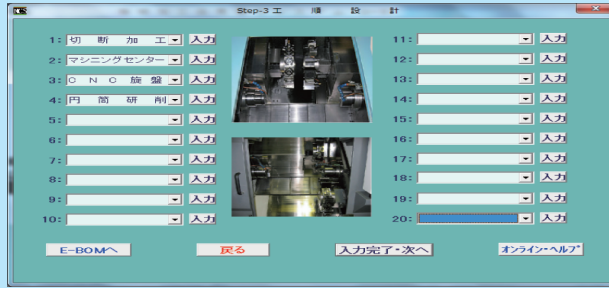 Step-3 工 順 設 計
1: 切 断 加 工 入力
2: マシニングセンター 入力
3: C N C 旋 盤 入力
4: 円 筒 研 削 入力
5: 入力
6: 入力
7: 入力
8: 入力
9: 入力
10: 入力
11: 入力
12: 入力
13: 入力
14: 入力
15: 入力
16: 入力
17: 入力
18: 入力
19: 入力
20: 入力
E-BOMへ 戻る 入力完了・次へ オンライン・ヘルプ